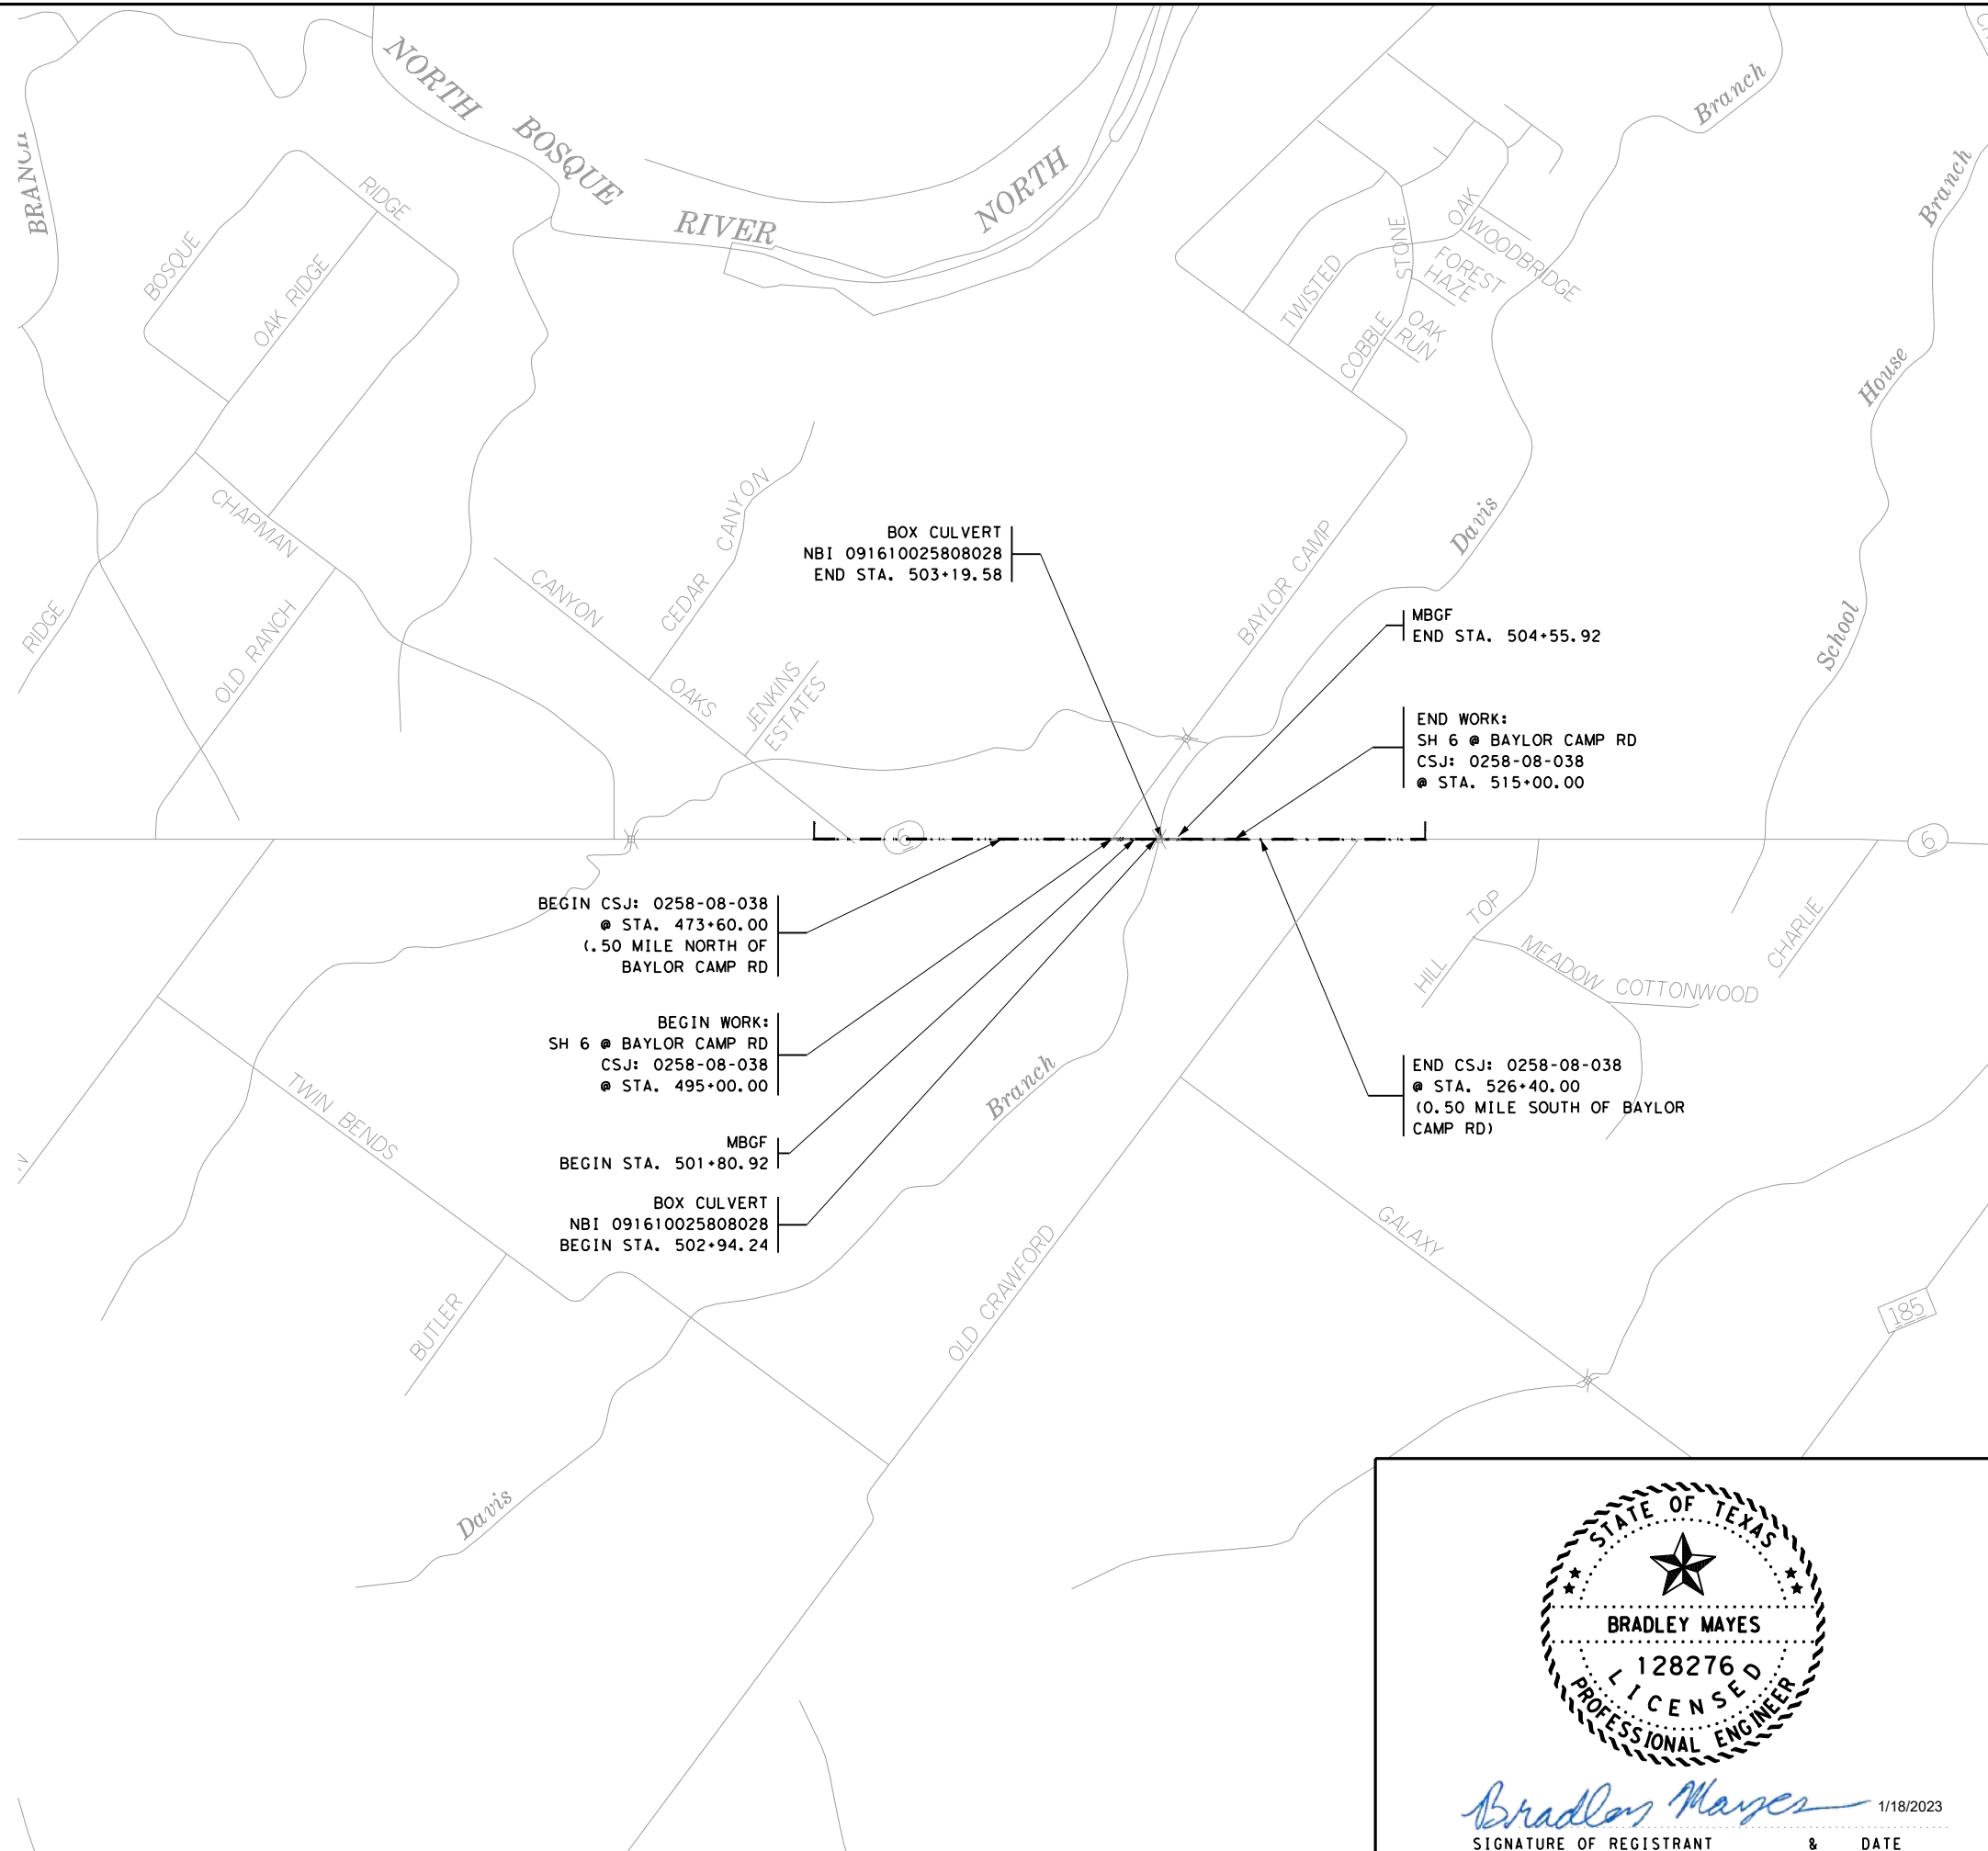 NORTH BOSQUE RIVER
NORTH
BRANCH
BOSQUE
RIDGE
OAK RIDGE
CHAPMAN
RIDGE
OLD RANCH
CANYON
OAKS
CEDAR
CANYON
JENKINS
ESTATES
TWISTED
OAK
COBBLE
STONE
WOODBRIDGE
FOREST
HAZE
OAK
RUN
BAYLOR CAMP
Davis
Branch
School
House
Branch
BOX CULVERT
NBI 091610025808028
END STA. 503+19.58
MBGF
END STA. 504+55.92
END WORK:
SH 6 @ BAYLOR CAMP RD
CSJ: 0258-08-038
@ STA. 515+00.00
6
6
BEGIN CSJ: 0258-08-038
@ STA. 473+60.00
(.50 MILE NORTH OF
BAYLOR CAMP RD
BEGIN WORK:
SH 6 @ BAYLOR CAMP RD
CSJ: 0258-08-038
@ STA. 495+00.00
MBGF
BEGIN STA. 501+80.92
BOX CULVERT
NBI 091610025808028
BEGIN STA. 502+94.24
END CSJ: 0258-08-038
@ STA. 526+40.00
(0.50 MILE SOUTH OF BAYLOR
CAMP RD)
HILL TOP
MEADOW
COTTONWOOD
CHARLIE
TWIN BENDS
BUTLER
Davis
Branch
OLD CRAWFORD
GALAXY
185
STATE OF TEXAS
BRADLEY MAYES
128276
LICENSED
PROFESSIONAL ENGINEER
Bradley Mayes 1/18/2023
SIGNATURE OF REGISTRANT & DATE